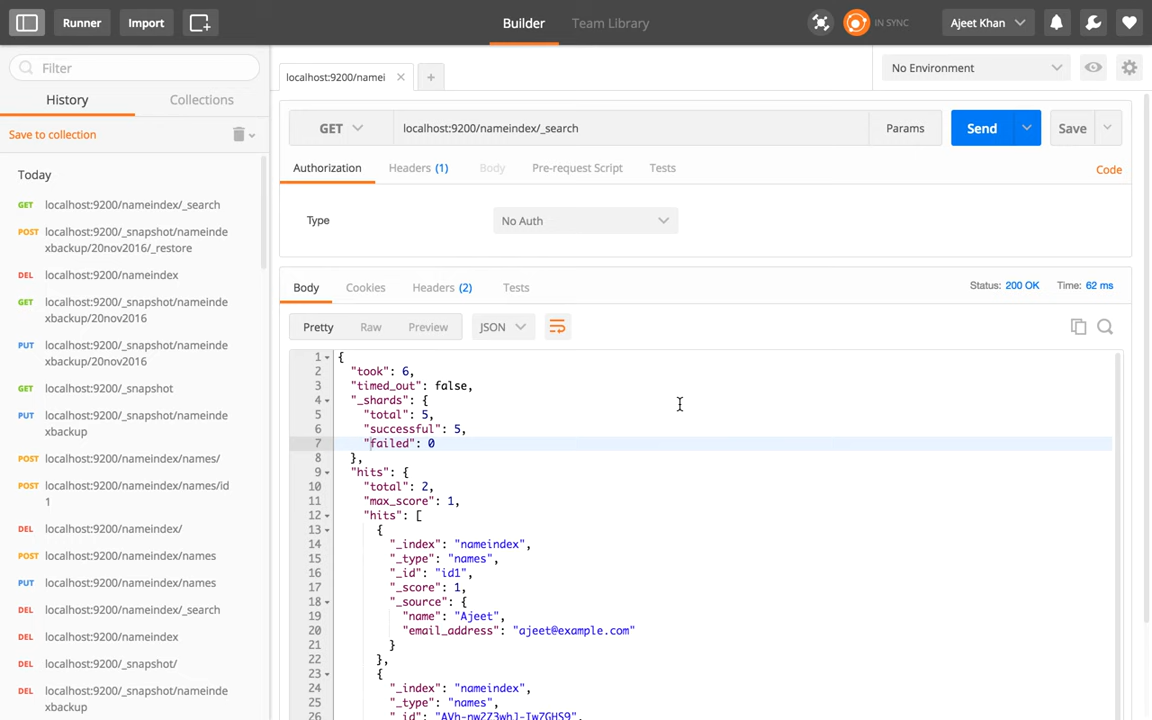 Runner
Import
Builder
Team Library
IN SYNC
Ajeet Khan
Filter
History
Collections
Save to collection
Today
GET localhost:9200/nameindex/_search
POST localhost:9200/_snapshot/nameinde
xbackup/20nov2016/_restore
DEL localhost:9200/nameindex
GET localhost:9200/_snapshot/nameinde
xbackup/20nov2016
PUT localhost:9200/_snapshot/nameinde
xbackup/20nov2016
GET localhost:9200/_snapshot
PUT localhost:9200/_snapshot/nameinde
xbackup
POST localhost:9200/nameindex/names/
POST localhost:9200/nameindex/names/id
1
DEL localhost:9200/nameindex/
POST localhost:9200/nameindex/names
PUT localhost:9200/nameindex/names
DEL localhost:9200/nameindex/_search
DEL localhost:9200/nameindex
DEL localhost:9200/_snapshot/
DEL localhost:9200/_snapshot/nameinde
xbackup
localhost:9200/namei
No Environment
GET
localhost:9200/nameindex/_search
Params
Send
Save
Authorization
Headers (1)
Body
Pre-request Script
Tests
Code
Type
No Auth
Body
Cookies
Headers (2)
Tests
Status: 200 OK
Time: 62 ms
Pretty
Raw
Preview
JSON
1 {
2 "took": 6,
3 "timed_out": false,
4 "_shards": {
5 "total": 5,
6 "successful": 5,
7 "failed": 0
8 },
9 "hits": {
10 "total": 2,
11 "max_score": 1,
12 "hits": [
13 {
14 "_index": "nameindex",
15 "_type": "names",
16 "_id": "id1",
17 "_score": 1,
18 "_source": {
19 "name": "Ajeet",
20 "email_address": "ajeet@example.com"
21 }
22 },
23 {
24 "_index": "nameindex",
25 "_type": "names",
26 "_id": "AVh-nw2Z3whJ-IwZGHS9",